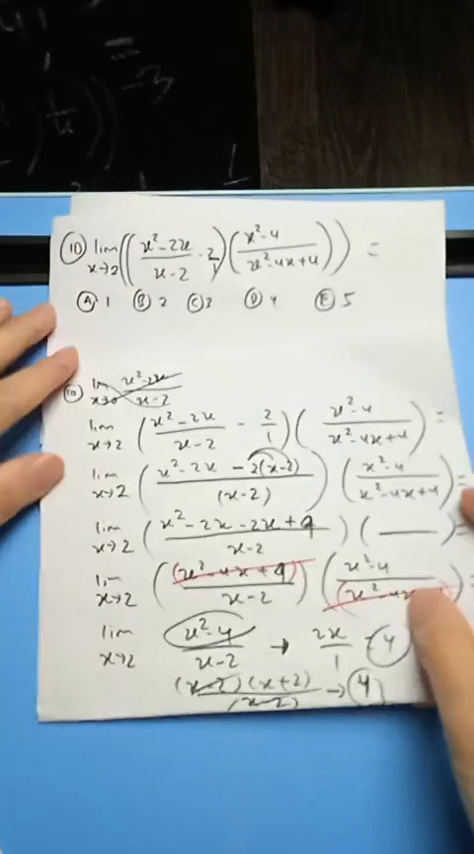 = -3
⑩ lim x→2 (( x²-2x / x-2 - 2/1 )( x²-4 / x²-4x+4 )) =
Ⓐ 1 Ⓑ 2 Ⓒ 3 Ⓓ 4 Ⓔ 5
⑩ lim x→0 x²-2x / x-2
lim x→2 ( x²-2x / x-2 - 2/1 )( x²-4 / x²-4x+4 ) =
lim x→2 ( x²-2x -2(x-2) / (x-2) )( x²-4 / x²-4x+4 ) =
lim x→2 ( x²-2x-2x+4 / x-2 )( — ) =
lim x→2 ( (x²-4x+4) / x-2 )( x²-4 / (x²-4x ) =
lim x→2 x²-4 / x-2 → 2x / 1 = 4
(x-2)(x+2) / (x-2) → 4